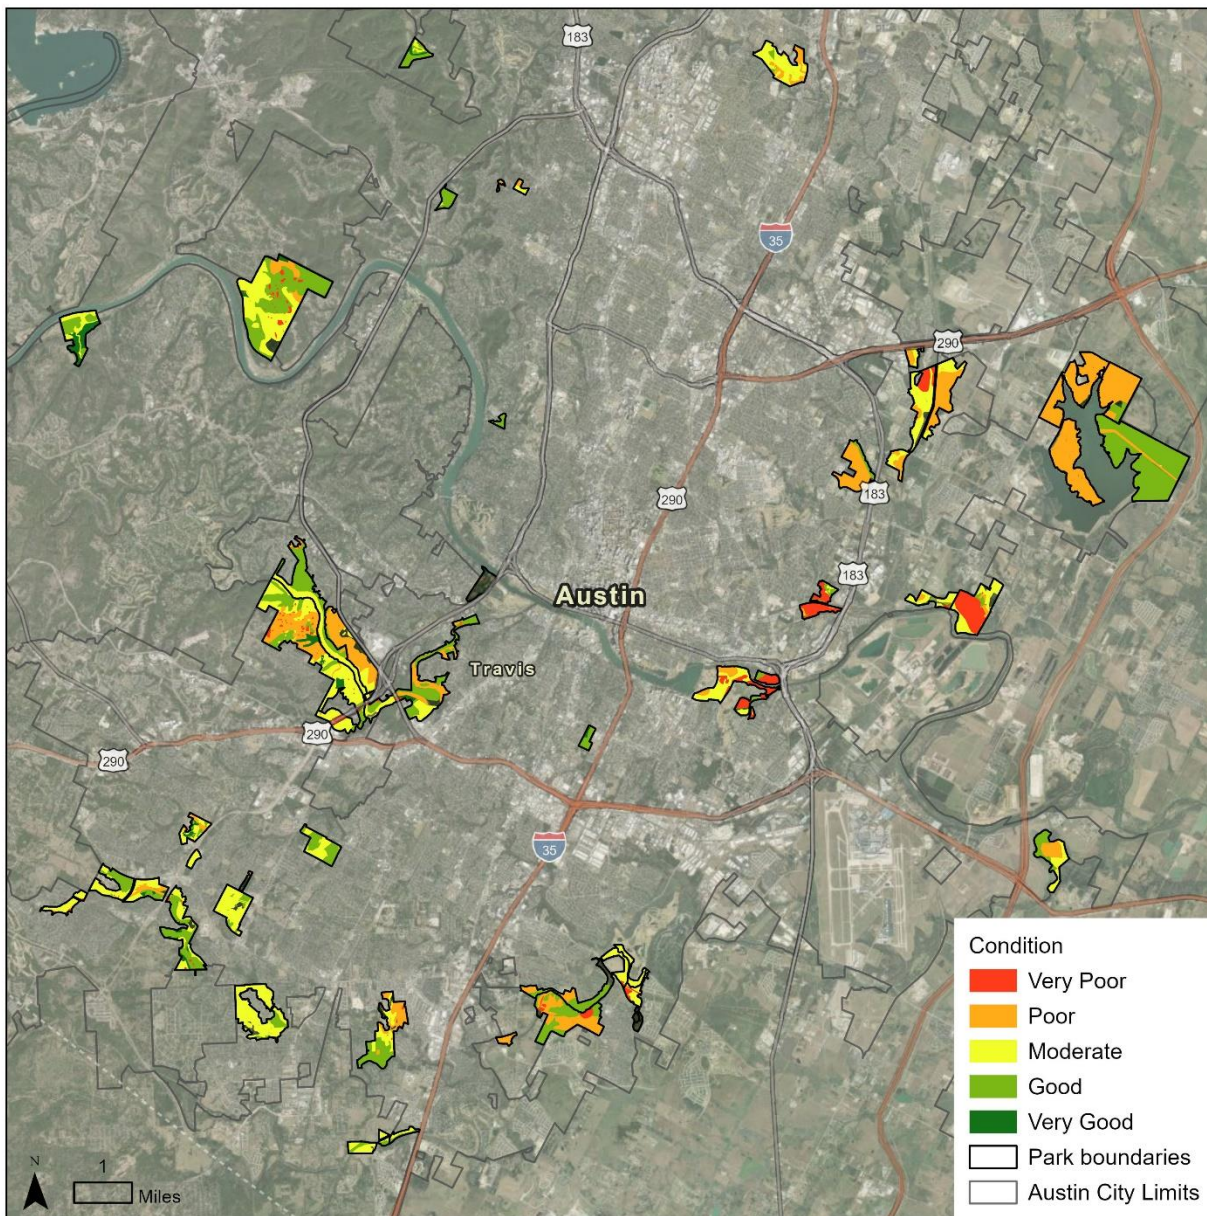 183
35
290
183
290
Austin
183
Travis
290
290
35
Condition
Very Poor
Poor
Moderate
Good
Very Good
Park boundaries
Austin City Limits
N
1
Miles